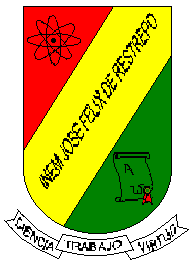 INEM JOSE FELIX DE RESTREPO
CIENCIA TRABAJO VIRTUD